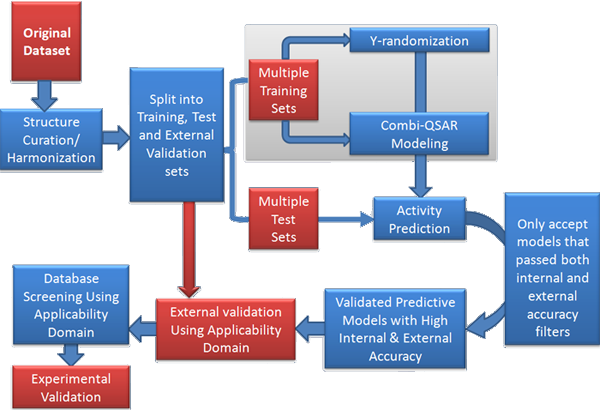 Original
Dataset
Structure
Curation/
Harmonization
Split into
Training, Test
and External
Validation
sets
Multiple
Training
Sets
Y-randomization
Combi-QSAR
Modeling
Multiple
Test
Sets
Activity
Prediction
Only accept
models that
passed both
internal and
external
accuracy
filters
Validated Predictive
Models with High
Internal & External
Accuracy
External validation
Using Applicability
Domain
Database
Screening Using
Applicability
Domain
Experimental
Validation